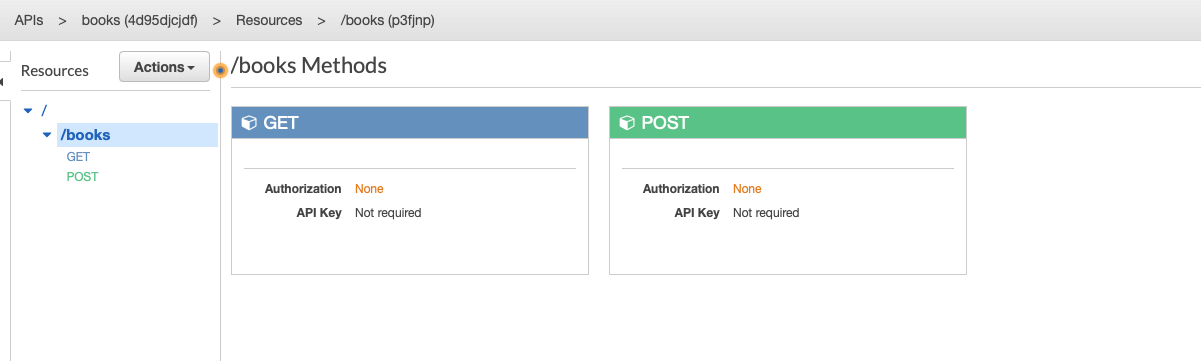 APIs > books (4d95djcjdf) > Resources > /books (p3fjnp)
Resources
Actions
/books Methods
/
/books
GET
POST
GET
Authorization None
API Key Not required
POST
Authorization None
API Key Not required